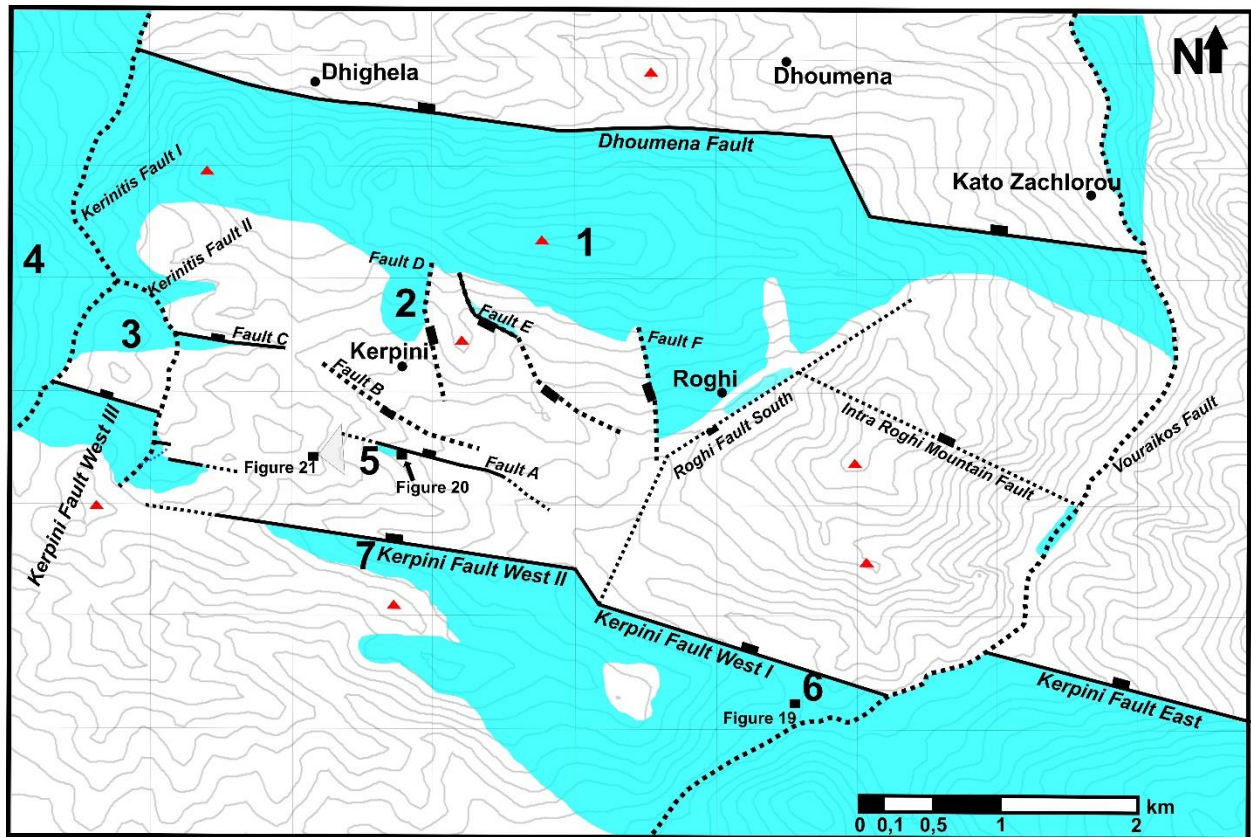 N
Dhighela
Dhoumena
Dhoumena Fault
Kerinitis Fault I
Kato Zachlorou
Kerinitis Fault II
4
1
Fault D
2
3
Fault C
Fault E
Kerpini
Fault B
Fault F
Roghi
Roghi Fault South
Intra Roghi Mountain Fault
Vouraikos Fault
Kerpini Fault West III
Figure 21
5
Figure 20
Fault A
7
Kerpini Fault West II
Kerpini Fault West I
6
Figure 19
Kerpini Fault East
km
0 0,1 0,5 1 2